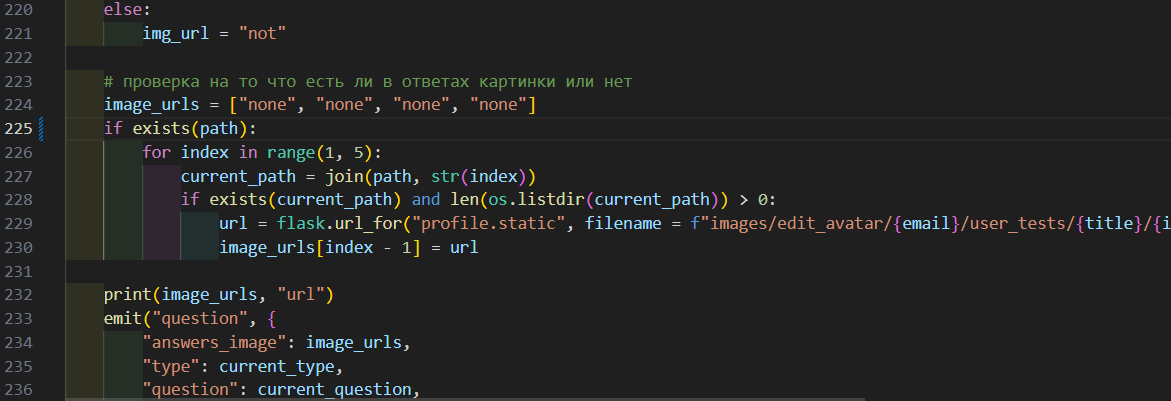 220 else:
221 img_url = "not"
222
223 # проверка на то что есть ли в ответах картинки или нет
224 image_urls = ["none", "none", "none", "none"]
225 if exists(path):
226 for index in range(1, 5):
227 current_path = join(path, str(index))
228 if exists(current_path) and len(os.listdir(current_path)) > 0:
229 url = flask.url_for("profile.static", filename = f"images/edit_avatar/{email}/user_tests/{title}/{i
230 image_urls[index - 1] = url
231
232 print(image_urls, "url")
233 emit("question", {
234 "answers_image": image_urls,
235 "type": current_type,
236 "question": current_question,